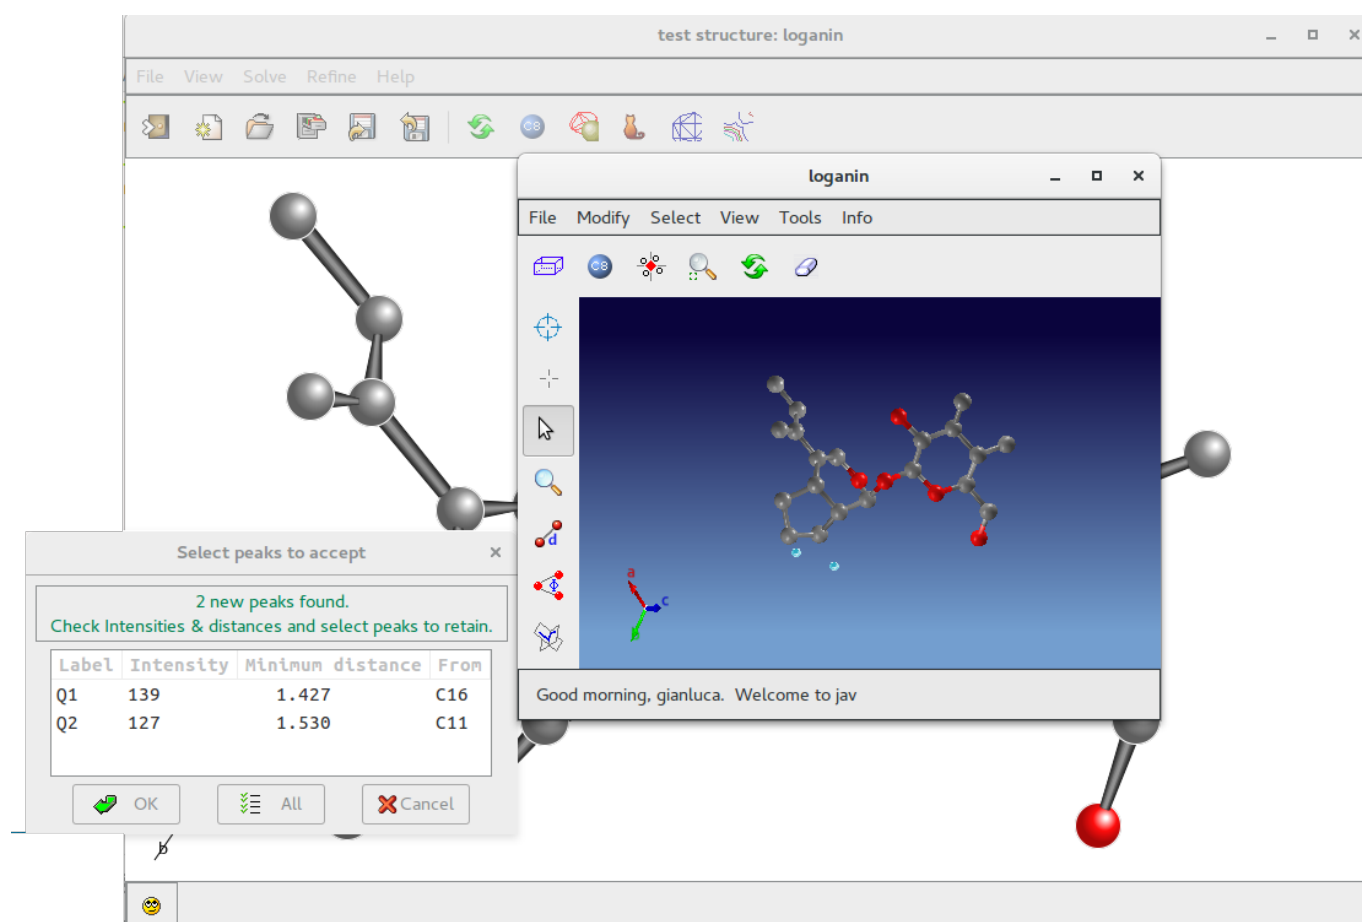 test structure: loganin
File View Solve Refine Help
C8
loganin
File Modify Select View Tools Info
C8
d
Φ
a
c
b
Good morning, gianluca. Welcome to jav
Select peaks to accept
2 new peaks found.
Check Intensities & distances and select peaks to retain.
Label Intensity Minimum distance From
Q1 139 1.427 C16
Q2 127 1.530 C11
OK All Cancel
b